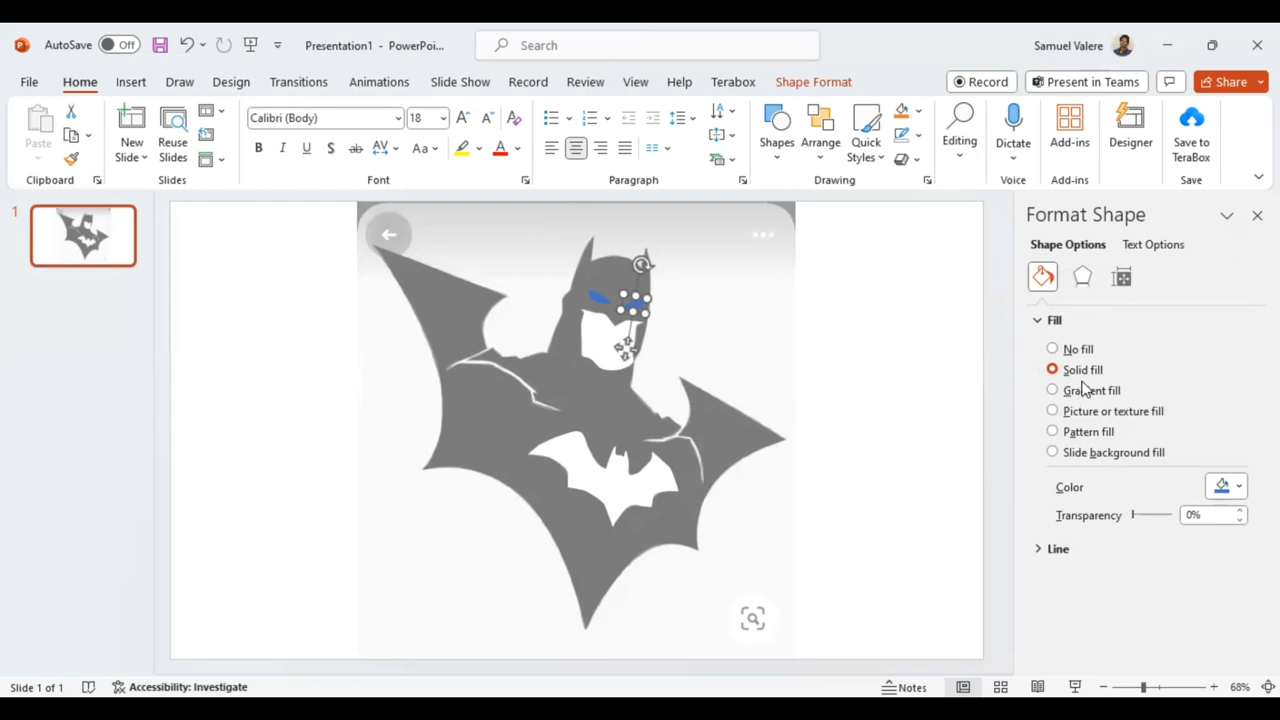 AutoSave Off Presentation1 - PowerPoi... Search Samuel Valere
File Home Insert Draw Design Transitions Animations Slide Show Record Review View Help Terabox Shape Format Record Present in Teams Share
Paste New Slide Reuse Slides Calibri (Body) 18 Shapes Arrange Quick Styles Editing Dictate Add-ins Designer Save to TeraBox
B I U S ab AV Aa A
Clipboard Slides Font Paragraph Drawing Voice Add-ins Save
1
Format Shape
Shape Options Text Options
Fill
No fill
Solid fill
Gradient fill
Picture or texture fill
Pattern fill
Slide background fill
Color
Transparency 0%
Line
Slide 1 of 1 Accessibility: Investigate Notes 68%